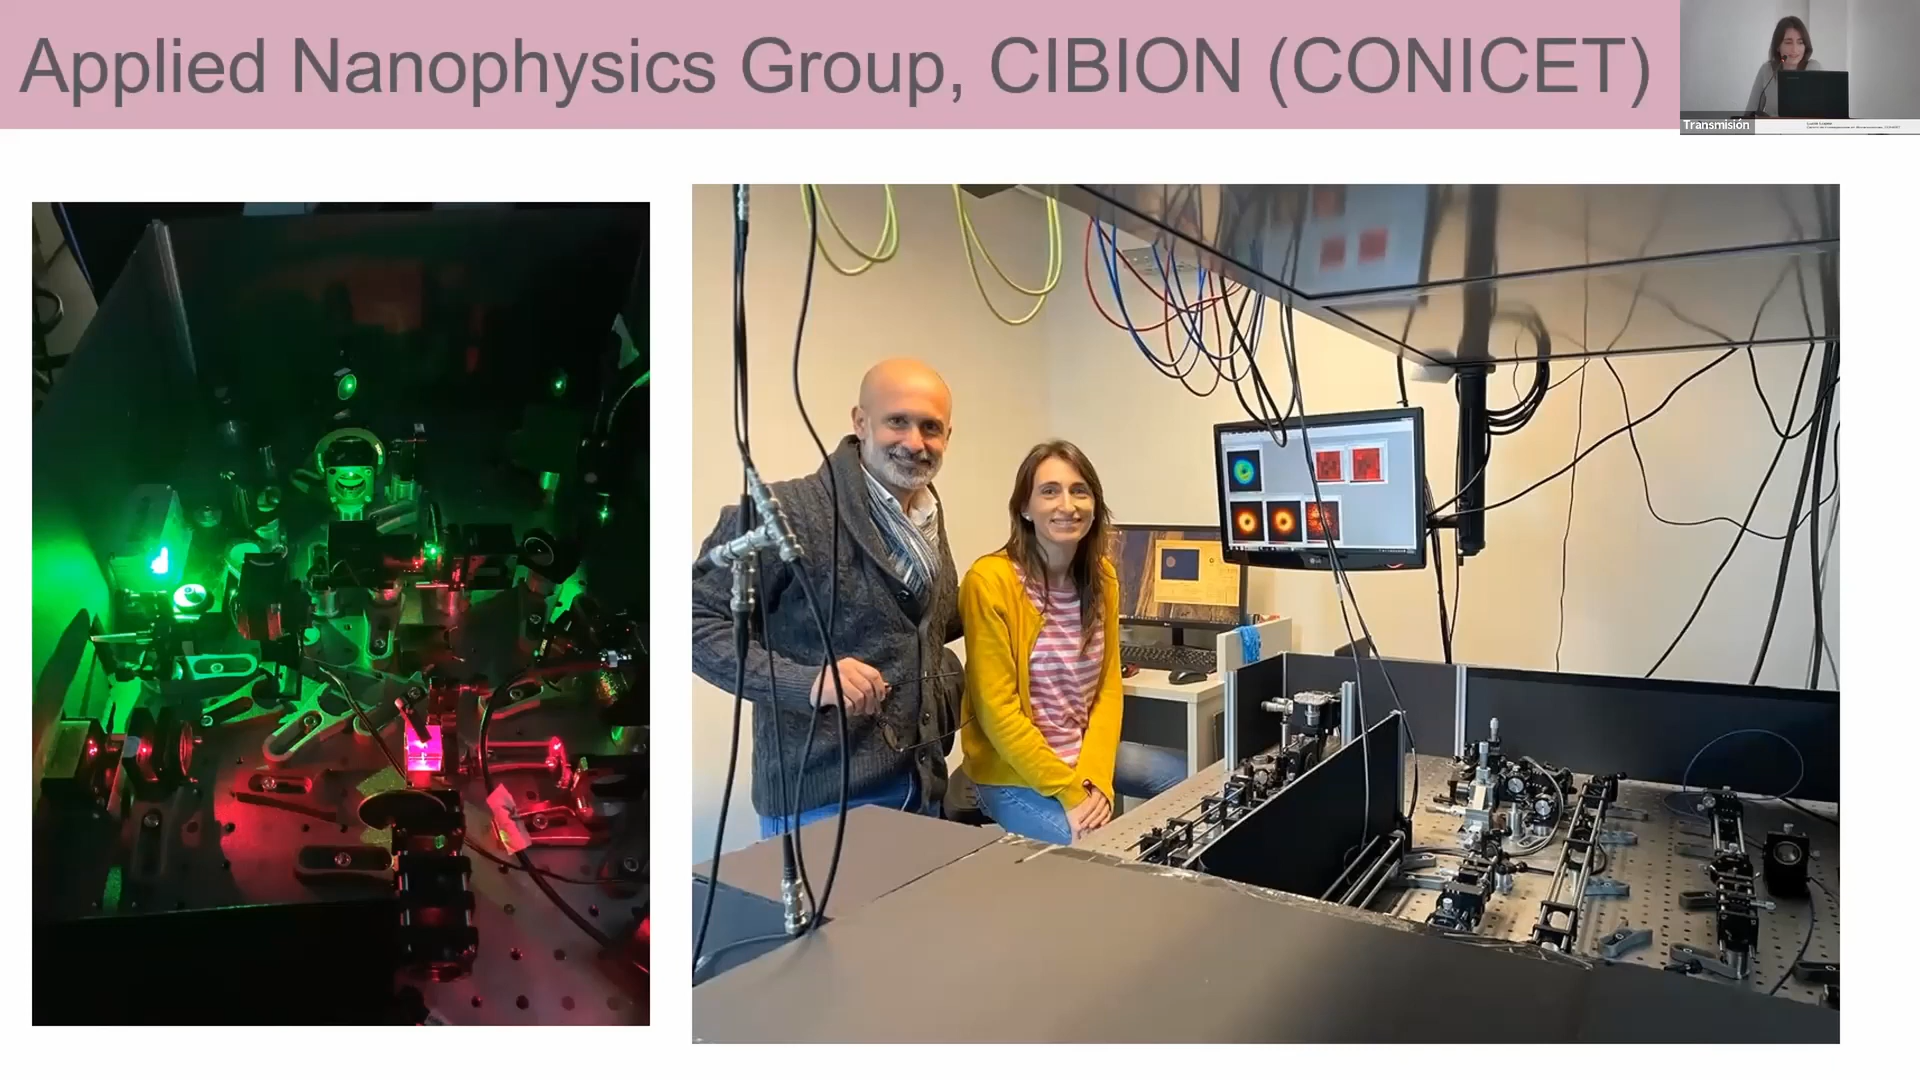 Applied Nanophysics Group, CIBION (CONICET)
Transmisión